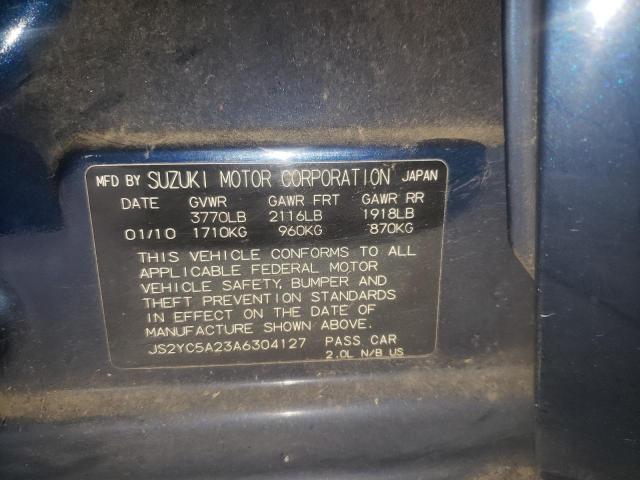 MFD BY SUZUKI MOTOR CORPORATION JAPAN
DATE GVWR GAWR FRT GAWR RR
3770LB 2116LB 1918LB
01/10 1710KG 960KG 870KG
THIS VEHICLE CONFORMS TO ALL
APPLICABLE FEDERAL MOTOR
VEHICLE SAFETY, BUMPER AND
THEFT PREVENTION STANDARDS
IN EFFECT ON THE DATE OF
MANUFACTURE SHOWN ABOVE.
JS2YC5A23A6304127 PASS CAR
2.0L N/B US